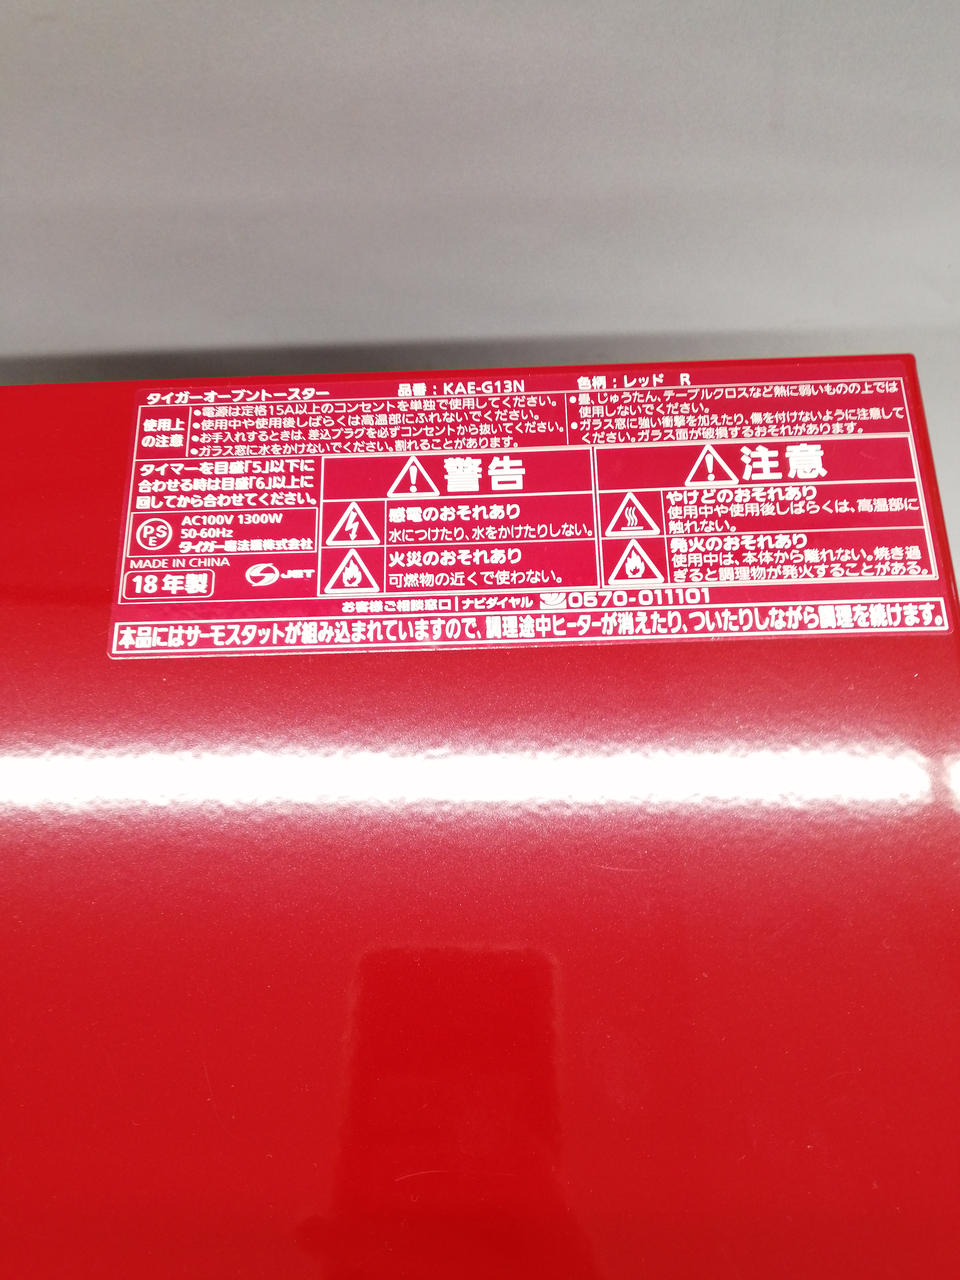 タイガーオーブントースター 品番：KAE-G13N 色柄：レッド R
使用上
の注意
●電源は定格15A以上のコンセントを単独で使用してください。
●使用中や使用後しばらくは高温部にふれないでください。
●お手入れするときは、差込プラグを必ずコンセントから抜いてください。
●ガラス窓に水をかけないでください。割れることがあります。
●畳、じゅうたん、テーブルクロスなど熱に弱いものの上では
使用しないでください。
●ガラス窓に強い衝撃を加えたり、傷を付けないように注意して
ください。ガラス面が破損するおそれがあります。
タイマーを目盛「5」以下に
合わせる時は目盛「6」以上に
回してから合わせてください。
PSE
AC100V 1300W
50-60Hz
タイガー魔法瓶株式会社
MADE IN CHINA
18年製
S JET
警告
感電のおそれあり
水につけたり、水をかけたりしない。
火災のおそれあり
可燃物の近くで使わない。
注意
やけどのおそれあり
使用中や使用後しばらくは、高温部に
触れない。
発火のおそれあり
使用中は、本体から離れない。焼き過
ぎると調理物が発火することがある。
お客様ご相談窓口｜ナビダイヤル 0570-011101
本品にはサーモスタットが組み込まれていますので、調理途中ヒーターが消えたり、ついたりしながら調理を続けます。